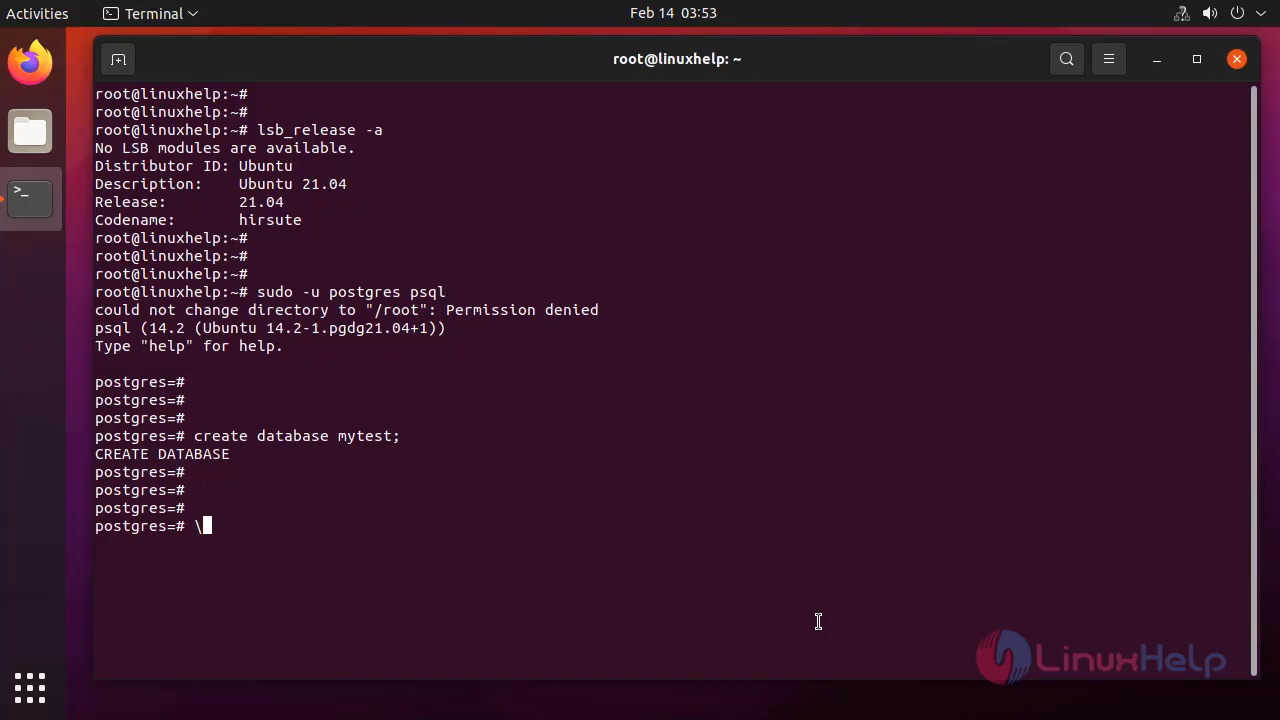 Activities Terminal Feb 14 03:53
root@linuxhelp: ~
root@linuxhelp:~#
root@linuxhelp:~#
root@linuxhelp:~# lsb_release -a
No LSB modules are available.
Distributor ID: Ubuntu
Description: Ubuntu 21.04
Release: 21.04
Codename: hirsute
root@linuxhelp:~#
root@linuxhelp:~#
root@linuxhelp:~#
root@linuxhelp:~# sudo -u postgres psql
could not change directory to "/root": Permission denied
psql (14.2 (Ubuntu 14.2-1.pgdg21.04+1))
Type "help" for help.
postgres=#
postgres=#
postgres=#
postgres=# create database mytest;
CREATE DATABASE
postgres=#
postgres=#
postgres=#
postgres=# \
LinuxHelp